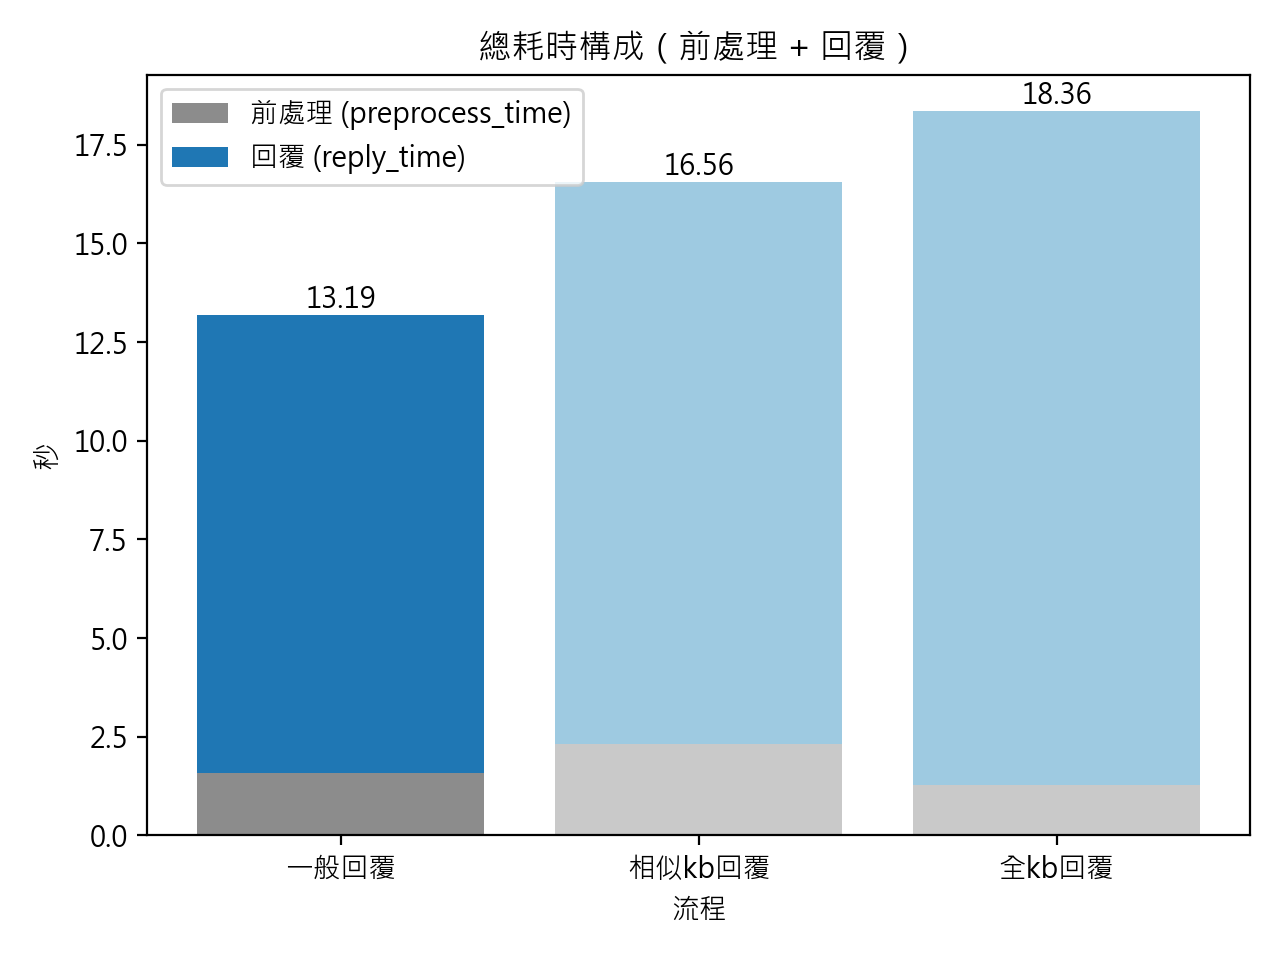 總耗時構成 ( 前處理 + 回覆 )
前處理 (preprocess_time)
回覆 (reply_time)
18.36
16.56
13.19
17.5
15.0
12.5
10.0
7.5
5.0
2.5
0.0
秒
一般回覆
相似kb回覆
全kb回覆
流程